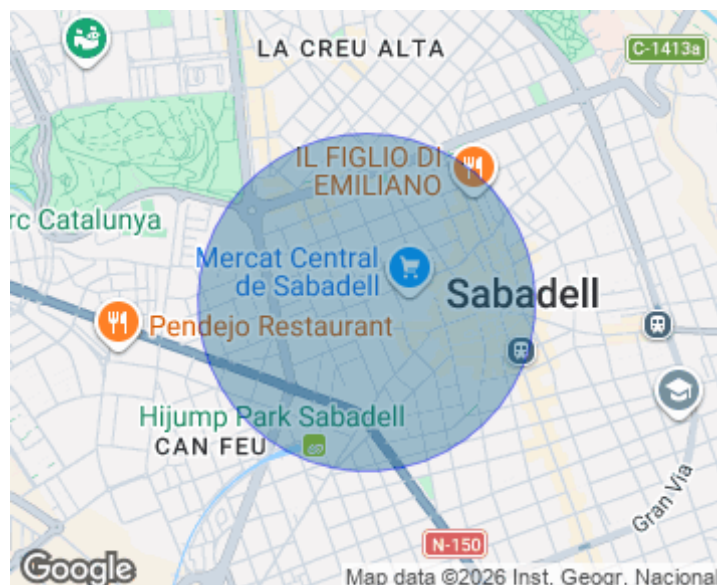 LA CREU ALTA
C-1413a
IL FIGLIO DI
EMILIANO
rc Catalunya
Mercat Central
de Sabadell
Sabadell
Pendejo Restaurant
Hijump Park Sabadell
CAN FEU
Gran Via
N-150
Google
Map data ©2026 Inst. Geogr. Nacional